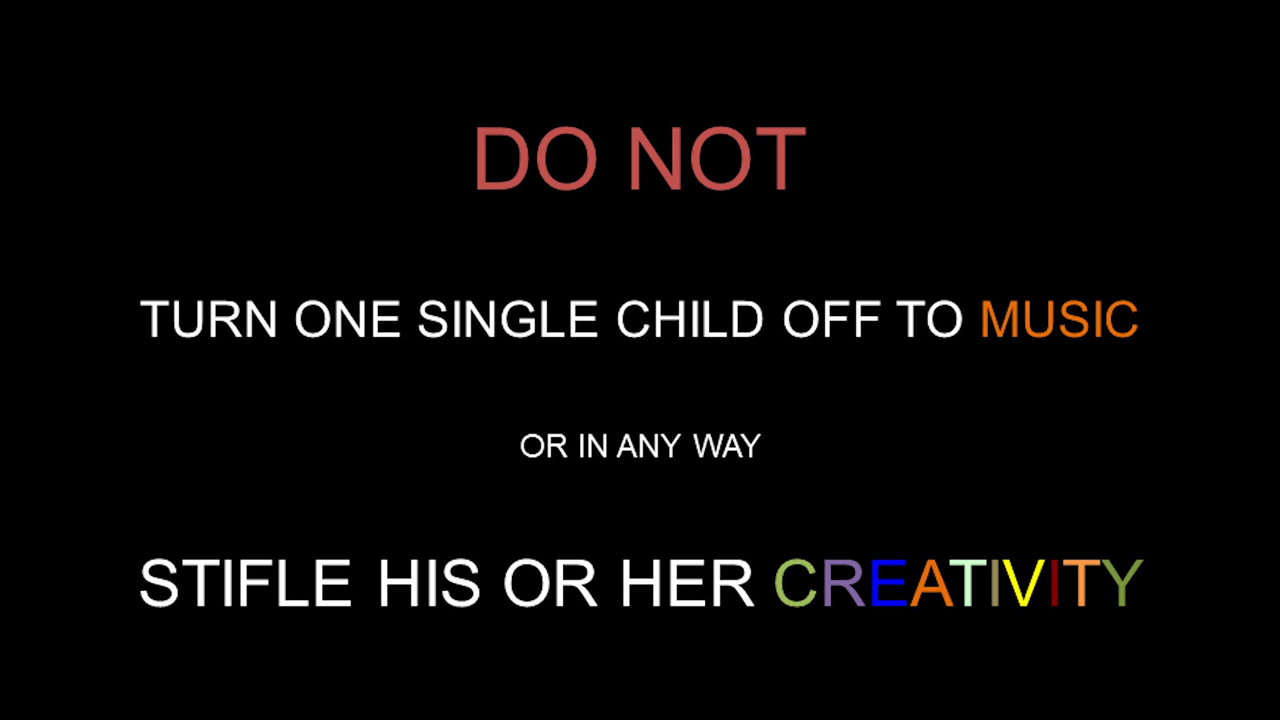 DO NOT
TURN ONE SINGLE CHILD OFF TO MUSIC
OR IN ANY WAY
STIFLE HIS OR HER CREATIVITY